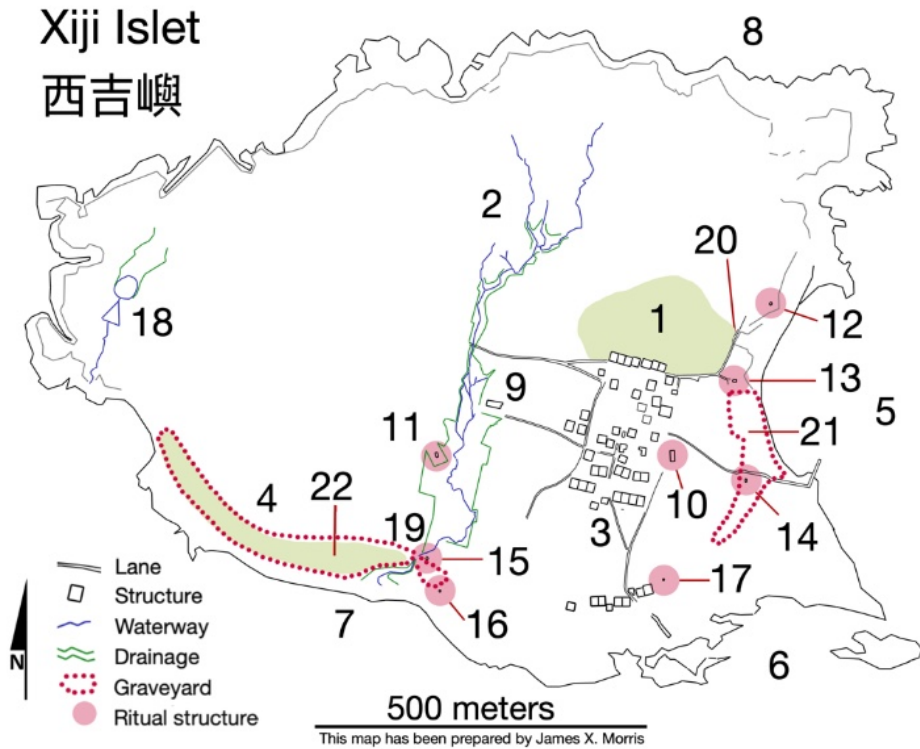 Xiji Islet
西吉嶼
8
2
20
1
12
18
13
9
5
11
21
4
22
10
19
3
14
15
17
7
16
6
Lane
Structure
Waterway
Drainage
Graveyard
Ritual structure
N
500 meters
This map has been prepared by James X. Morris